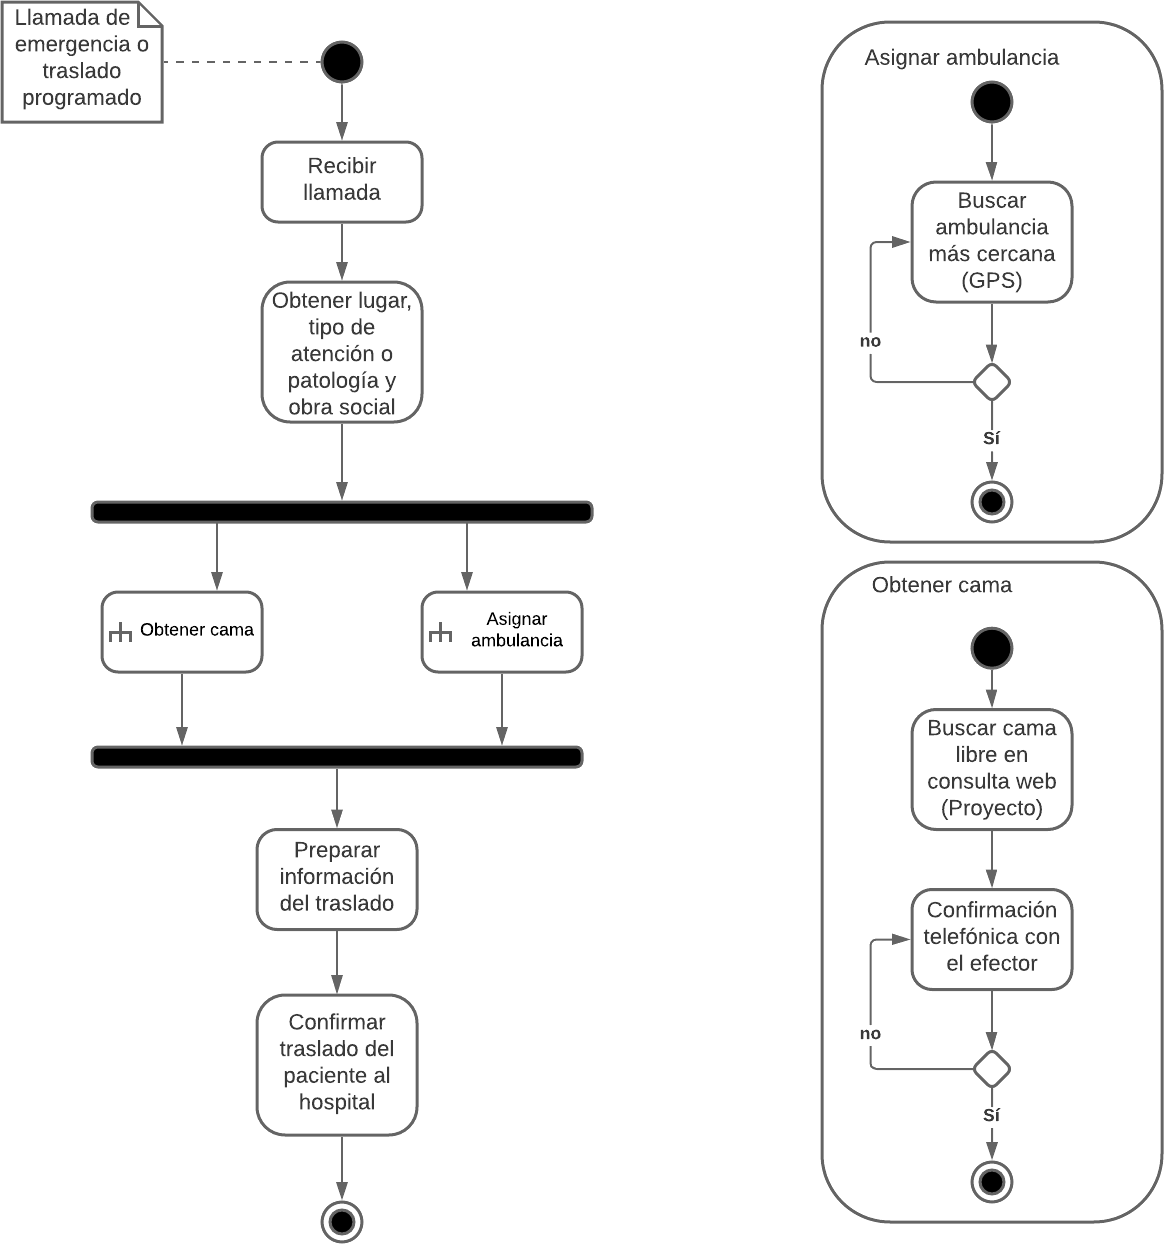 Llamada de
emergencia o
traslado
programado
Recibir
llamada
Obtener lugar,
tipo de
atención o
patología y
obra social
Obtener cama
Asignar
ambulancia
Preparar
información
del traslado
Confirmar
traslado del
paciente al
hospital
Asignar ambulancia
Buscar
ambulancia
más cercana
(GPS)
no
Sí
Obtener cama
Buscar cama
libre en
consulta web
(Proyecto)
Confirmación
telefónica con
el efector
no
Sí